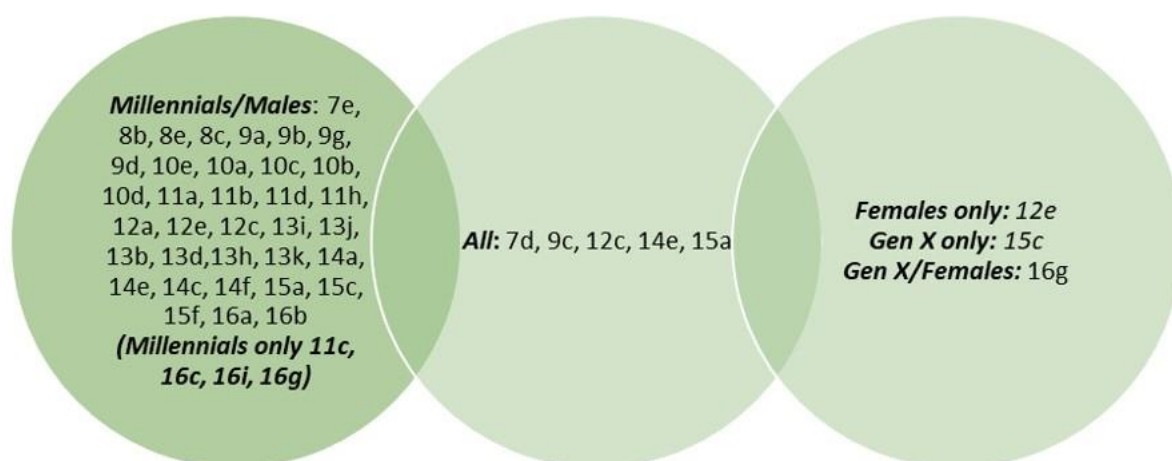 Millennials/Males: 7e,
8b, 8e, 8c, 9a, 9b, 9g,
9d, 10e, 10a, 10c, 10b,
10d, 11a, 11b, 11d, 11h,
12a, 12e, 12c, 13i, 13j,
13b, 13d,13h, 13k, 14a,
14e, 14c, 14f, 15a, 15c,
15f, 16a, 16b
(Millennials only 11c,
16c, 16i, 16g)
All: 7d, 9c, 12c, 14e, 15a
Females only: 12e
Gen X only: 15c
Gen X/Females: 16g